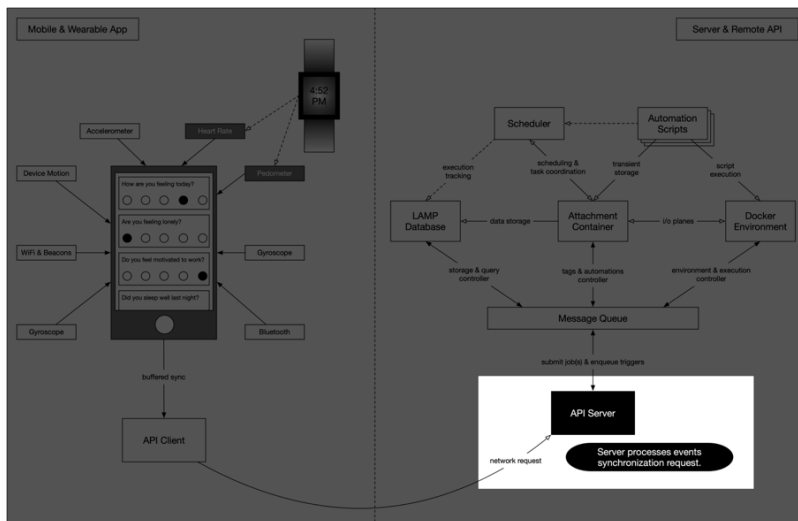 Mobile & Wearable App
Server & Remote API
4:52
PM
Accelerometer
Heart Rate
Device Motion
Pedometer
How are you feeling today?
Are you feeling lonely?
WiFi & Beacons
Gyroscope
Do you feel motivated to work?
Did you sleep well last night?
Gyroscope
Bluetooth
buffered sync
API Client
Scheduler
Automation
Scripts
execution
tracking
scheduling &
task coordination
transient
storage
script
execution
LAMP
Database
data storage
Attachment
Container
i/o planes
Docker
Environment
storage & query
controller
tags & automations
controller
environment & execution
controller
Message Queue
submit job(s) & enqueue triggers
API Server
network request
Server processes events
synchronization request.